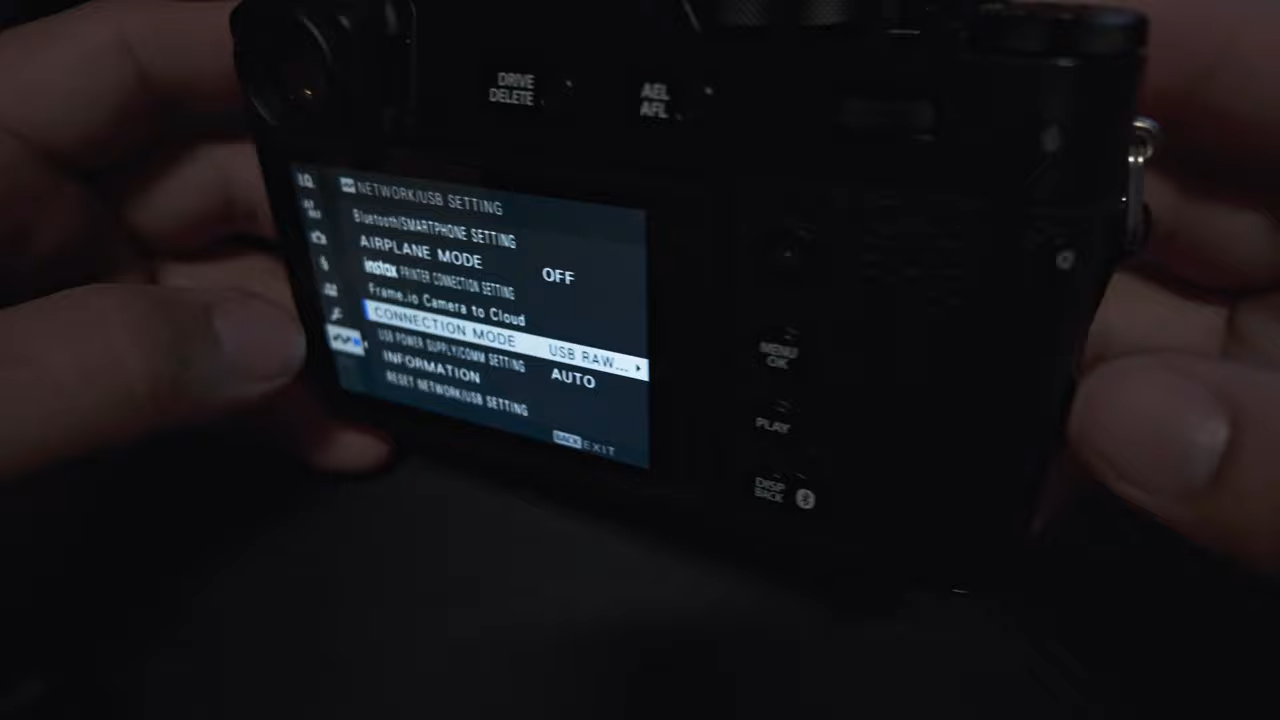 DRIVE
DELETE
AEL
AFL
NETWORK/USB SETTING
Bluetooth/SMARTPHONE SETTING
AIRPLANE MODE OFF
instax PRINTER CONNECTION SETTING
Frame.io Camera to Cloud
CONNECTION MODE USB RAW...
USB POWER SUPPLY/COMM SETTING AUTO
INFORMATION
RESET NETWORK/USB SETTING
BACK EXIT
MENU
OK
PLAY
DISP
BACK